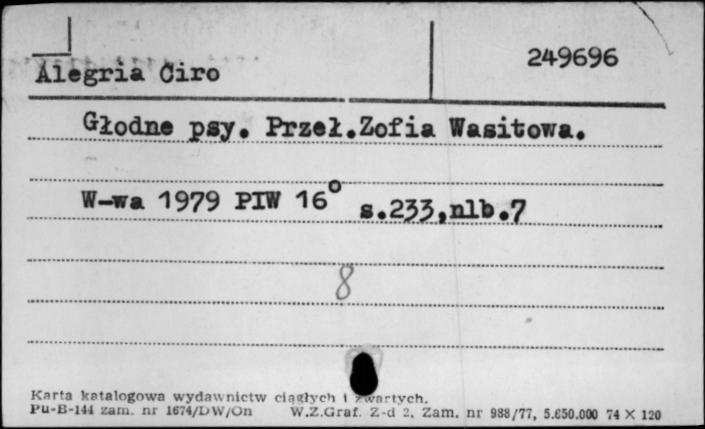 249696
Alegria Ciro
Głodne psy. Przeł.Zofia Wasitowa.
W-wa 1979 PIW 16° s.233,nlb.7
8
Karta katalogowa wydawnictw ciągłych i zwartych.
Pu-B-144 zam. nr 1674/DW/On W.Z.Graf. Z-d 2, Zam. nr 988/77, 5.650.000 74 X 120